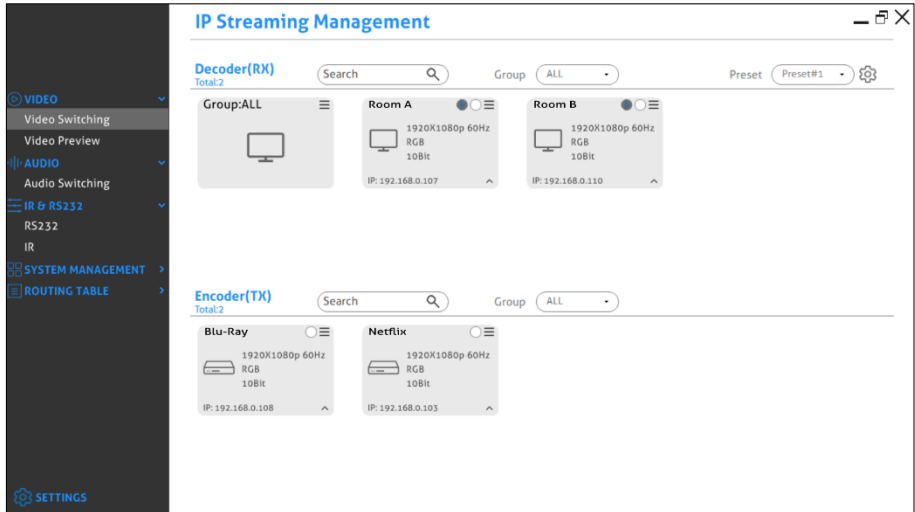 IP Streaming Management
VIDEO
Video Switching
Video Preview
AUDIO
Audio Switching
IR & RS232
RS232
IR
SYSTEM MANAGEMENT
ROUTING TABLE
SETTINGS
Decoder(RX)
Total:2
Search
Group
ALL
Preset
Preset#1
Group:ALL
Room A
1920X1080p 60Hz
RGB
10Bit
IP: 192.168.0.107
Room B
1920X1080p 60Hz
RGB
10Bit
IP: 192.168.0.110
Encoder(TX)
Total:2
Search
Group
ALL
Blu-Ray
1920X1080p 60Hz
RGB
10Bit
IP: 192.168.0.108
Netflix
1920X1080p 60Hz
RGB
10Bit
IP: 192.168.0.103